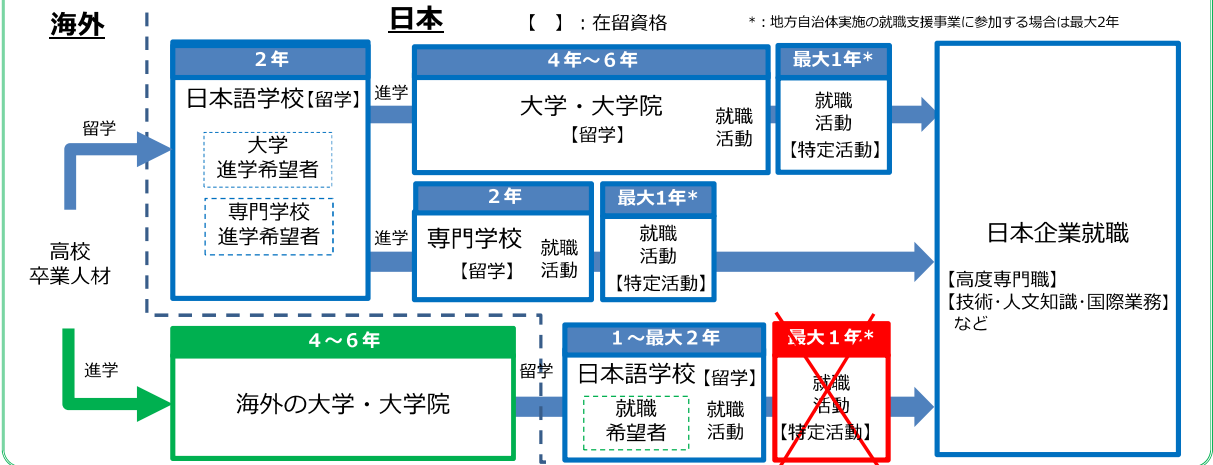 海外
日本
【　】：在留資格
*：地方自治体実施の就職支援事業に参加する場合は最大2年
高校
卒業人材
留学
２年
日本語学校【留学】
大学
進学希望者
専門学校
進学希望者
進学
４年～６年
大学・大学院
【留学】
就職
活動
最大1年*
就職
活動
【特定活動】
進学
２年
専門学校
【留学】
就職
活動
最大1年*
就職
活動
【特定活動】
進学
４～６年
海外の大学・大学院
留学
１～最大２年
日本語学校【留学】
就職
希望者
就職
活動
最大１年*
就職
活動
【特定活動】
日本企業就職
【高度専門職】
【技術･人文知識･国際業務】
など